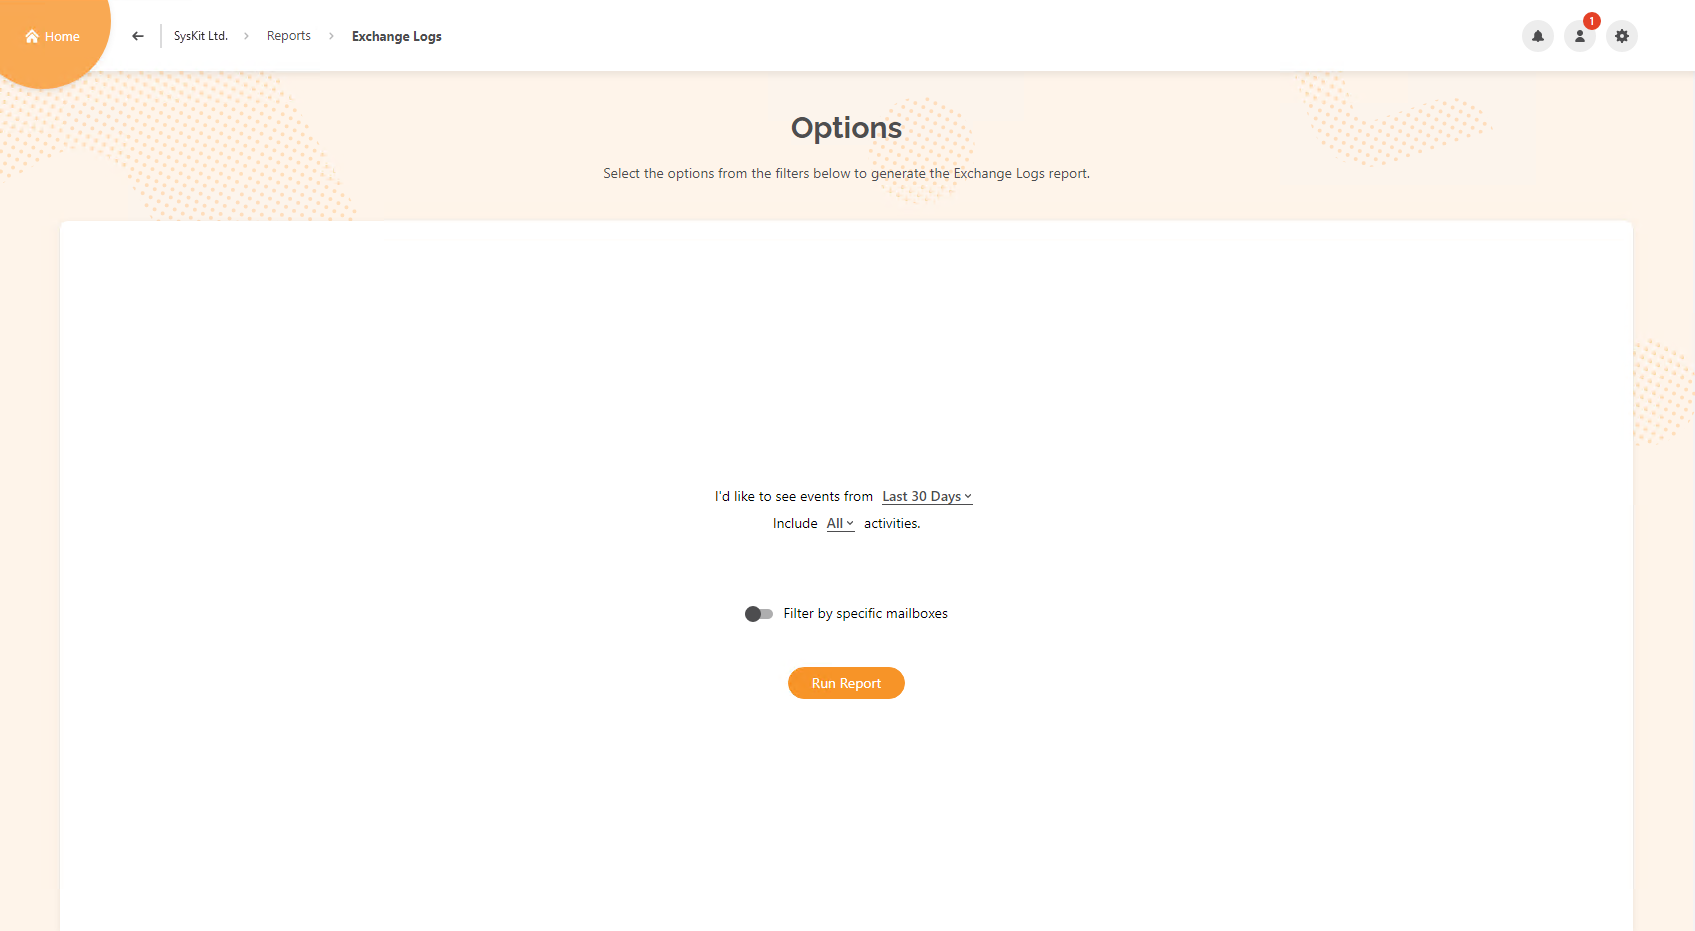 Home
SysKit Ltd. > Reports > Exchange Logs
1
Options
Select the options from the filters below to generate the Exchange Logs report.
I'd like to see events from Last 30 Days
Include All activities.
Filter by specific mailboxes
Run Report